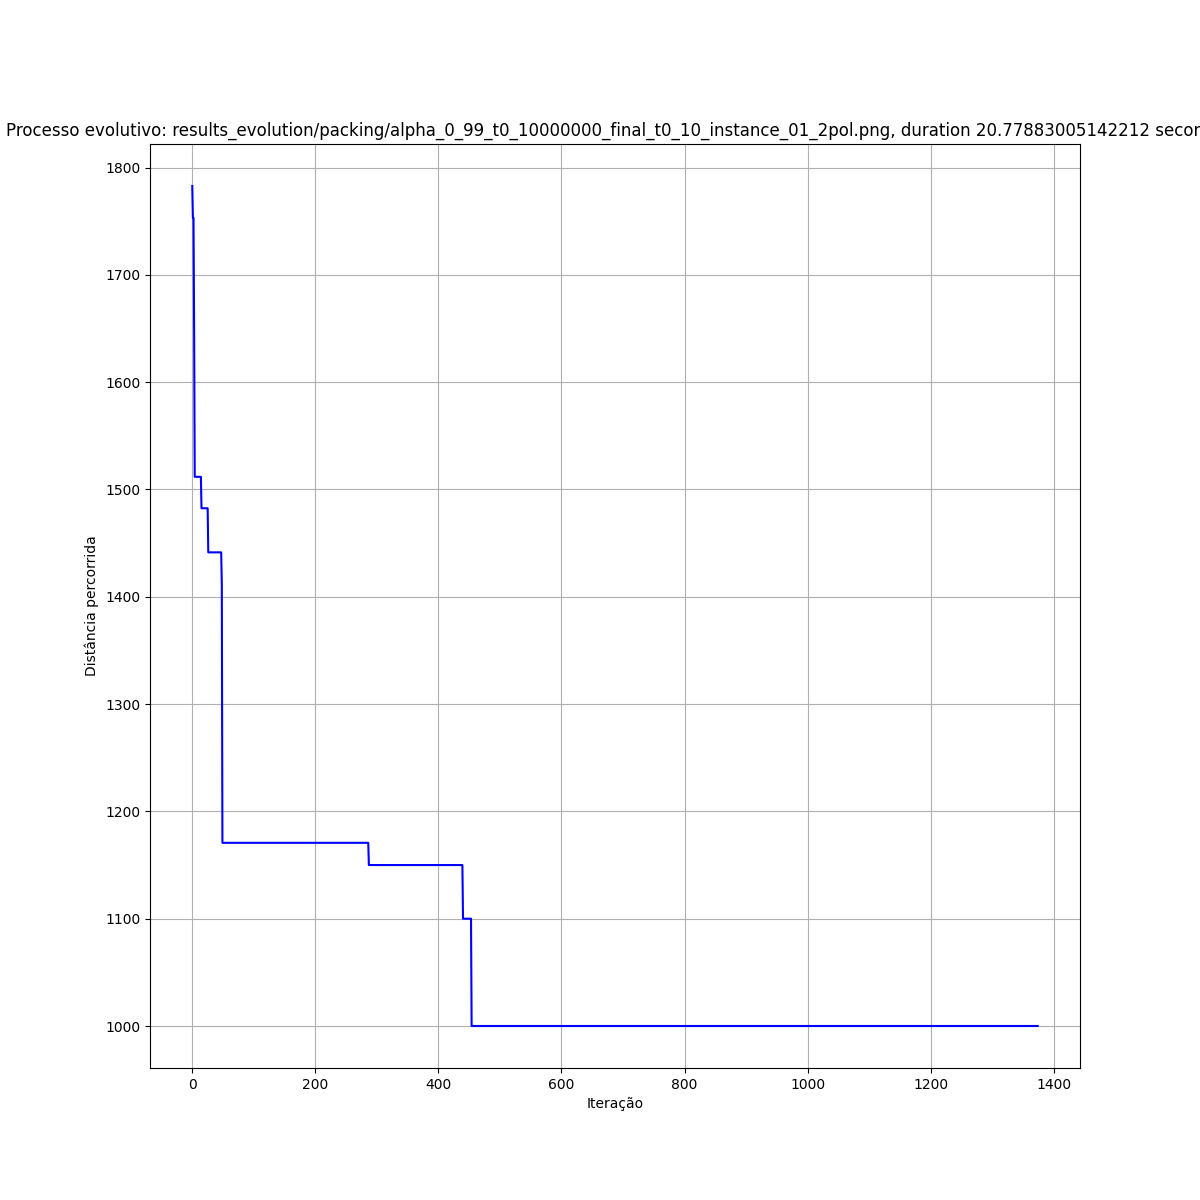 Processo evolutivo: results_evolution/packing/alpha_0_99_t0_10000000_final_t0_10_instance_01_2pol.png, duration 20.77883005142212 secor
1800
1700
1600
1500
1400
1300
1200
1100
1000
Distância percorrida
0 200 400 600 800 1000 1200 1400
Iteração